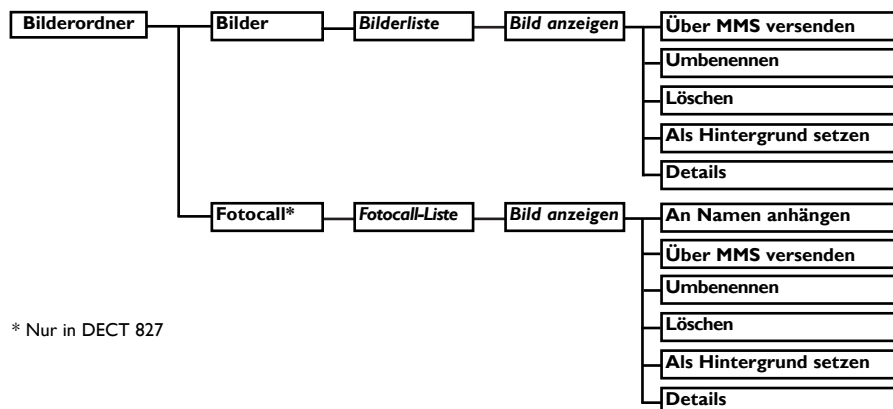 Bilderordner Bilder Bilderliste Bild anzeigen Über MMS versenden
Umbenennen
Löschen
Als Hintergrund setzen
Details
Fotocall* Fotocall-Liste Bild anzeigen An Namen anhängen
Über MMS versenden
Umbenennen
Löschen
Als Hintergrund setzen
Details
* Nur in DECT 827